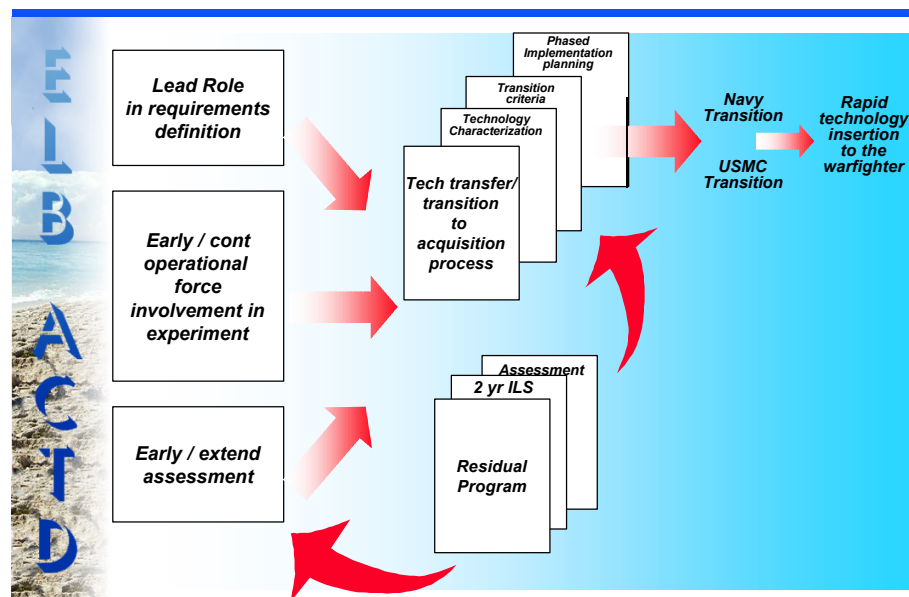 ELB ACTD
Lead Role
in requirements
definition
Early / cont
operational
force
involvement in
experiment
Early / extend
assessment
Phased
Implementation
planning
Transition
criteria
Technology
Characterization
Tech transfer/
transition
to
acquisition
process
Assessment
2 yr ILS
Residual
Program
Navy
Transition
USMC
Transition
Rapid
technology
insertion
to the
warfighter